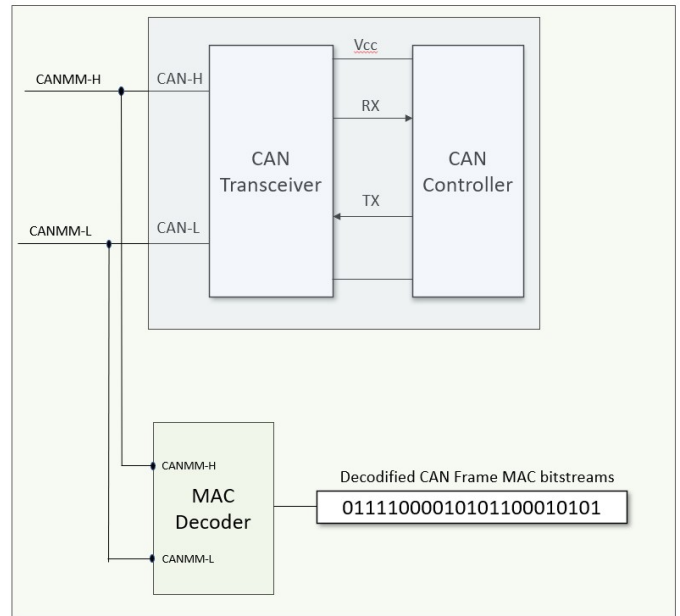 Vcc
CANMM-H
CAN-H
RX
CAN
Transceiver
CAN
Controller
TX
CANMM-L
CAN-L
CANMM-H
MAC
Decoder
CANMM-L
Decodified CAN Frame MAC bitstreams
01111000010101100010101